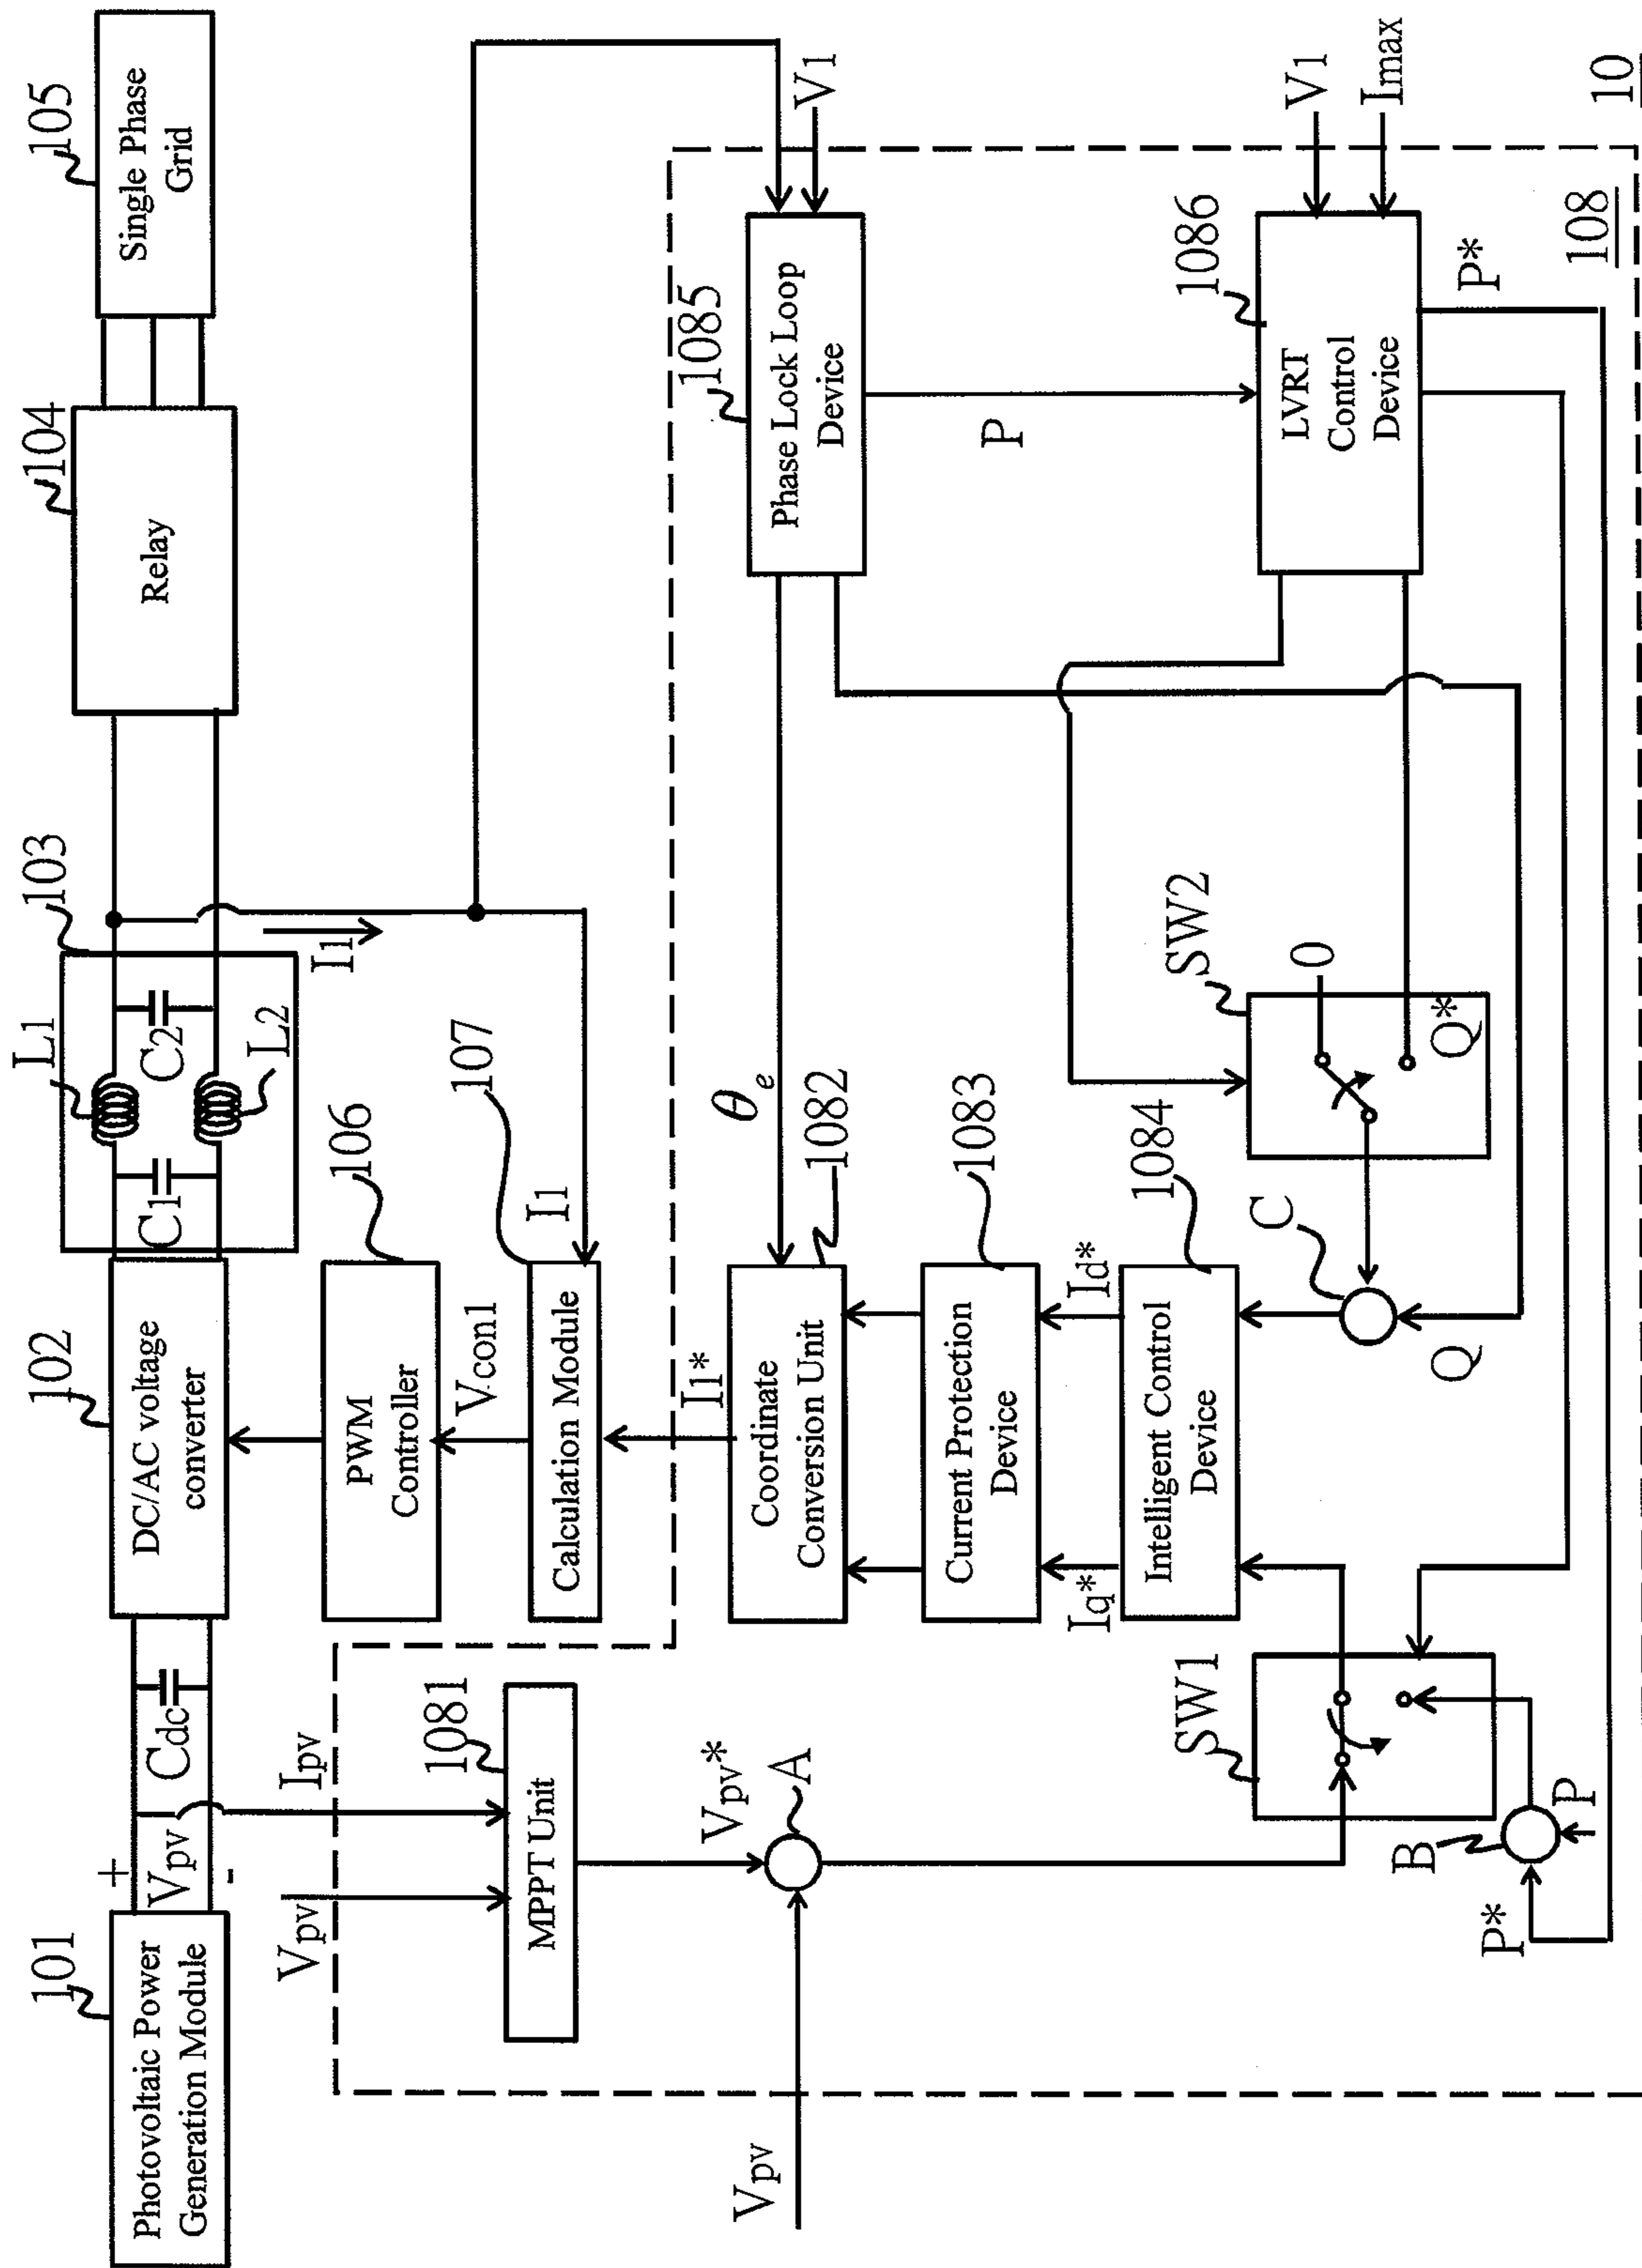 101
Photovoltaic Power
Generation Module
+
Vpv
-
Cdc
102
DC/AC voltage
converter
103
L1
C1
C2
L2
104
Relay
105
Single Phase
Grid
I1
Vpv
Ipv
106
PWM
Controller
Vcon1
107
Calculation Module
I1
I1*
1081
MPPT Unit
Vpv*
Vpv
A
θe
1082
Coordinate
Conversion Unit
1083
Current Protection
Device
Iq*
Id*
1084
Intelligent Control
Device
1085
Phase Lock Loop
Device
V1
P
1086
LVRT
Control
Device
V1
Imax
P*
SW1
B
P*
P
C
Q
SW2
0
Q*
108
10